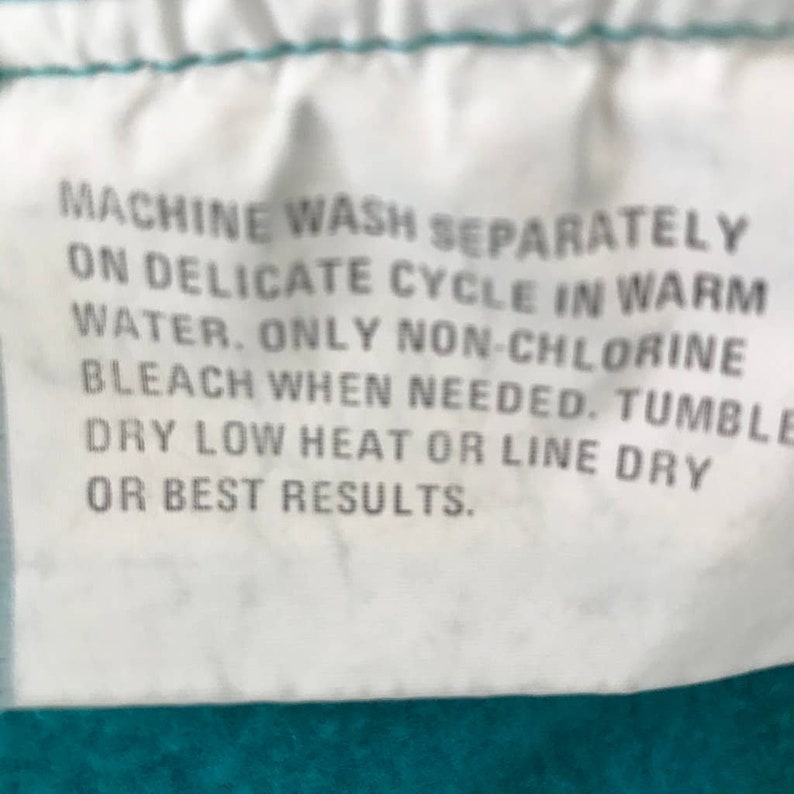 MACHINE WASH SEPARATELY
ON DELICATE CYCLE IN WARM
WATER. ONLY NON-CHLORINE
BLEACH WHEN NEEDED. TUMBLE
DRY LOW HEAT OR LINE DRY
OR BEST RESULTS.